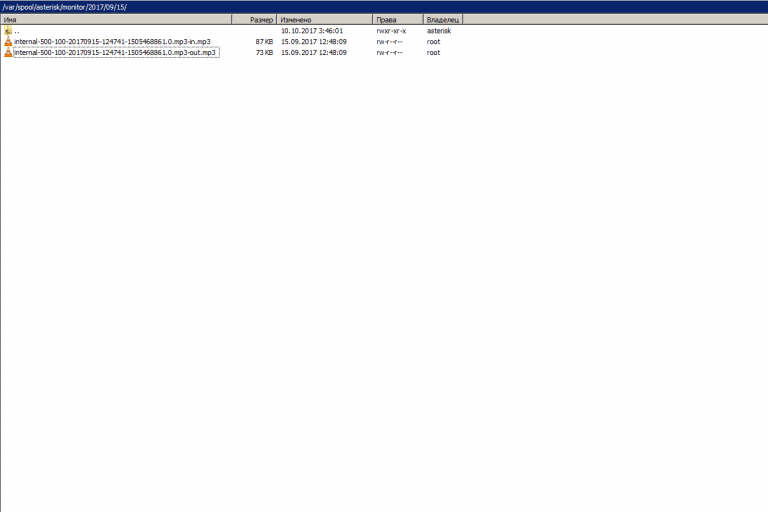 /var/spool/asterisk/monitor/2017/09/15/
Имя Размер Изменено Права Владелец
.. 10.10.2017 3:46:01 rwxr-xr-x asterisk
internal-500-100-20170915-124741-1505468861.0.mp3-in.mp3 87 KB 15.09.2017 12:48:09 rw-r--r-- root
internal-500-100-20170915-124741-1505468861.0.mp3-out.mp3 73 KB 15.09.2017 12:48:09 rw-r--r-- root